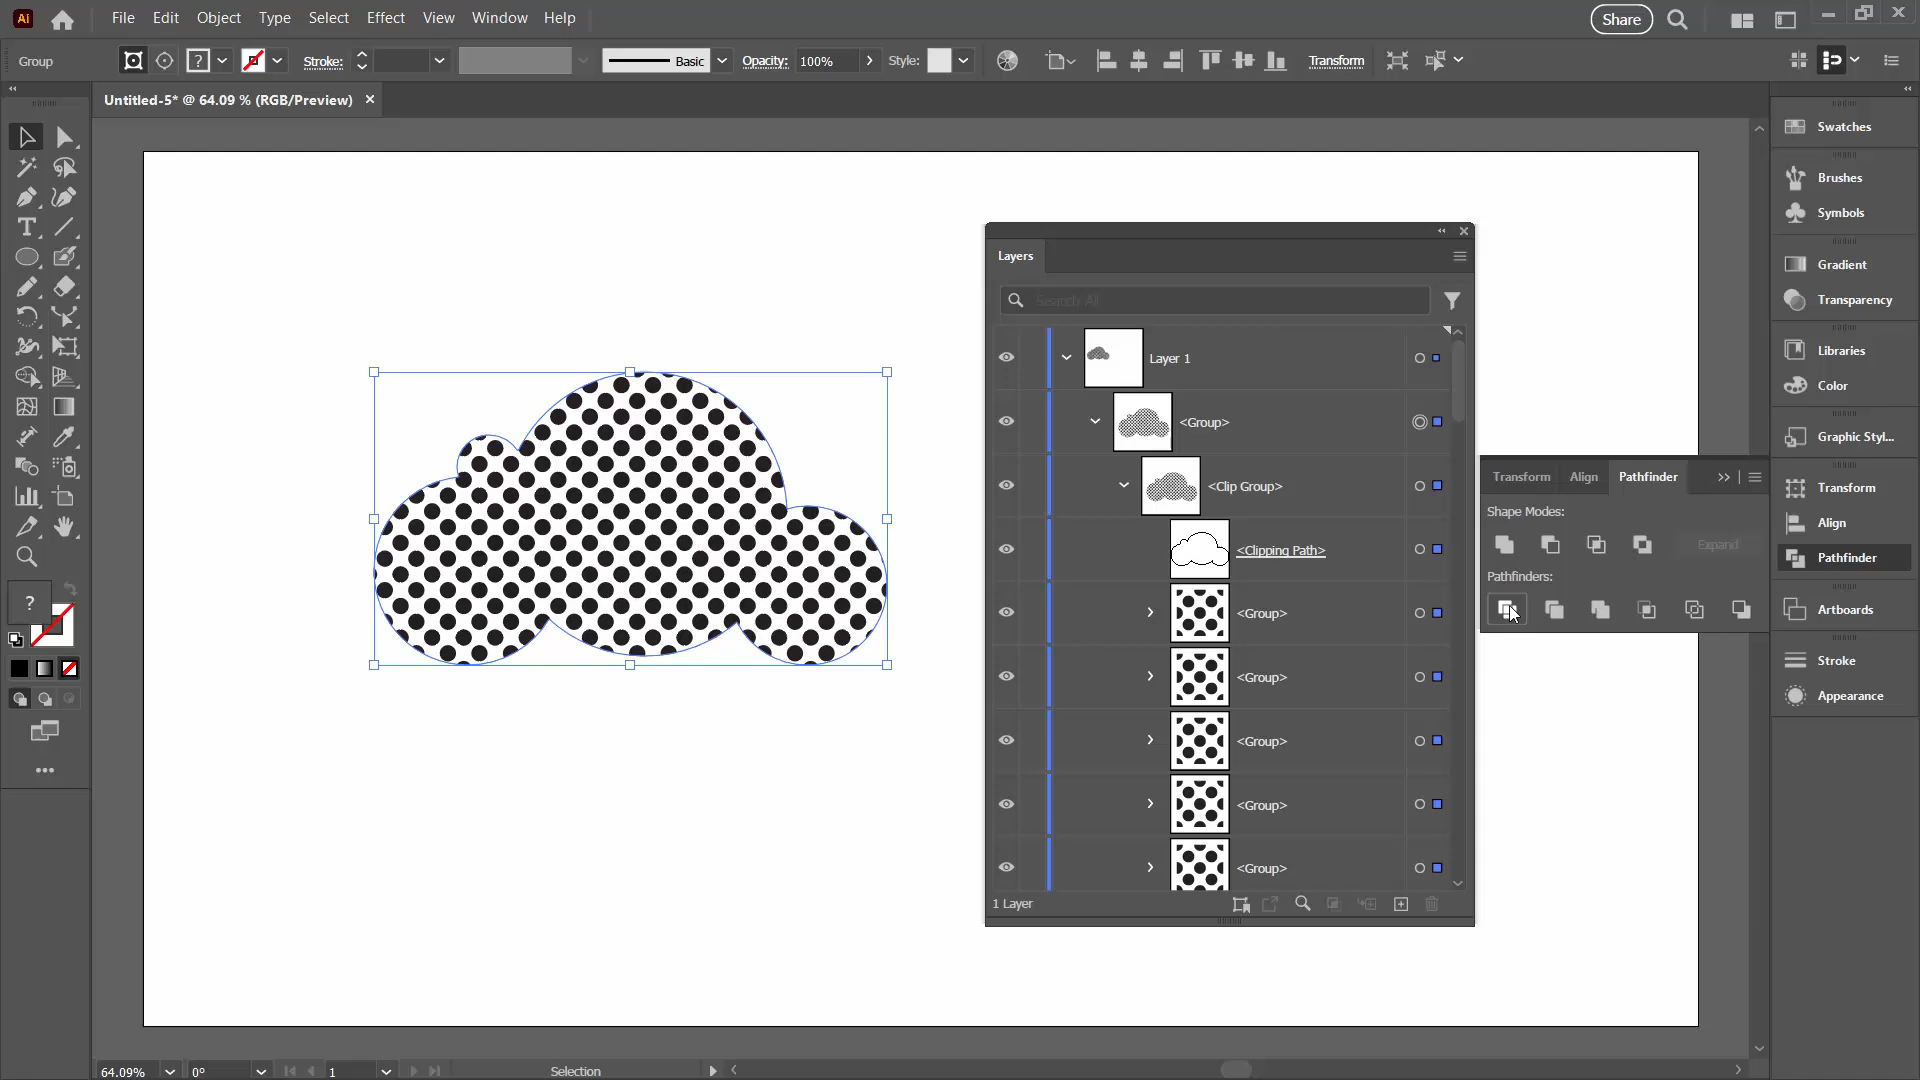 Ai
File Edit Object Type Select Effect View Window Help
Share
Group
?
Stroke:
Basic
Opacity:
100%
Style:
Transform
Untitled-5* @ 64.09 % (RGB/Preview)
Swatches
Brushes
Symbols
Gradient
Transparency
Libraries
Color
Graphic Styl...
Transform
Align
Pathfinder
Artboards
Stroke
Appearance
Layers
Search All
Layer 1
<Group>
<Clip Group>
<Clipping Path>
<Group>
<Group>
<Group>
<Group>
<Group>
1 Layer
Transform Align Pathfinder
Shape Modes:
Expand
Pathfinders:
?
64.09%
0°
1
Selection